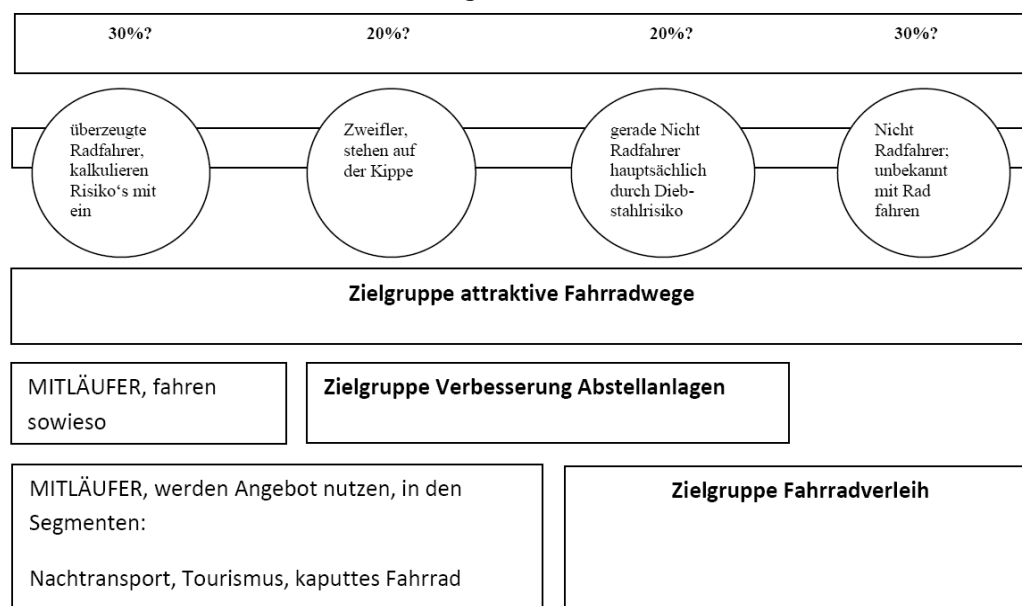 30%? 20%? 20%? 30%?
überzeugte
Radfahrer,
kalkulieren
Risiko's mit
ein
Zweifler,
stehen auf
der Kippe
gerade Nicht
Radfahrer
hauptsächlich
durch Dieb-
stahlrisiko
Nicht
Radfahrer;
unbekannt
mit Rad
fahren
Zielgruppe attraktive Fahrradwege
MITLÄUFER, fahren
sowieso
Zielgruppe Verbesserung Abstellanlagen
MITLÄUFER, werden Angebot nutzen, in den
Segmenten:
Nachtransport, Tourismus, kaputtes Fahrrad
Zielgruppe Fahrradverleih